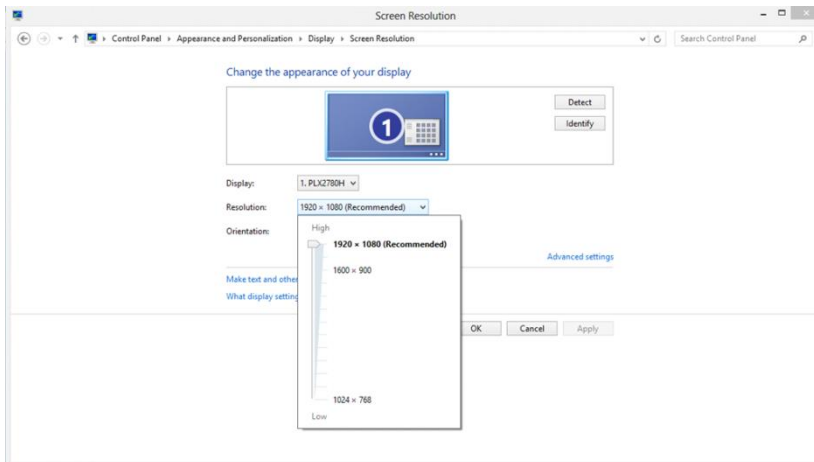 Screen Resolution
Control Panel Appearance and Personalization Display Screen Resolution
Search Control Panel
Change the appearance of your display
1
Detect
Identify
Display: 1. PLX2780H
Resolution: 1920 × 1080 (Recommended)
Orientation:
High
1920 × 1080 (Recommended)
1600 × 900
1024 × 768
Low
Advanced settings
Make text and other
What display setting
OK Cancel Apply